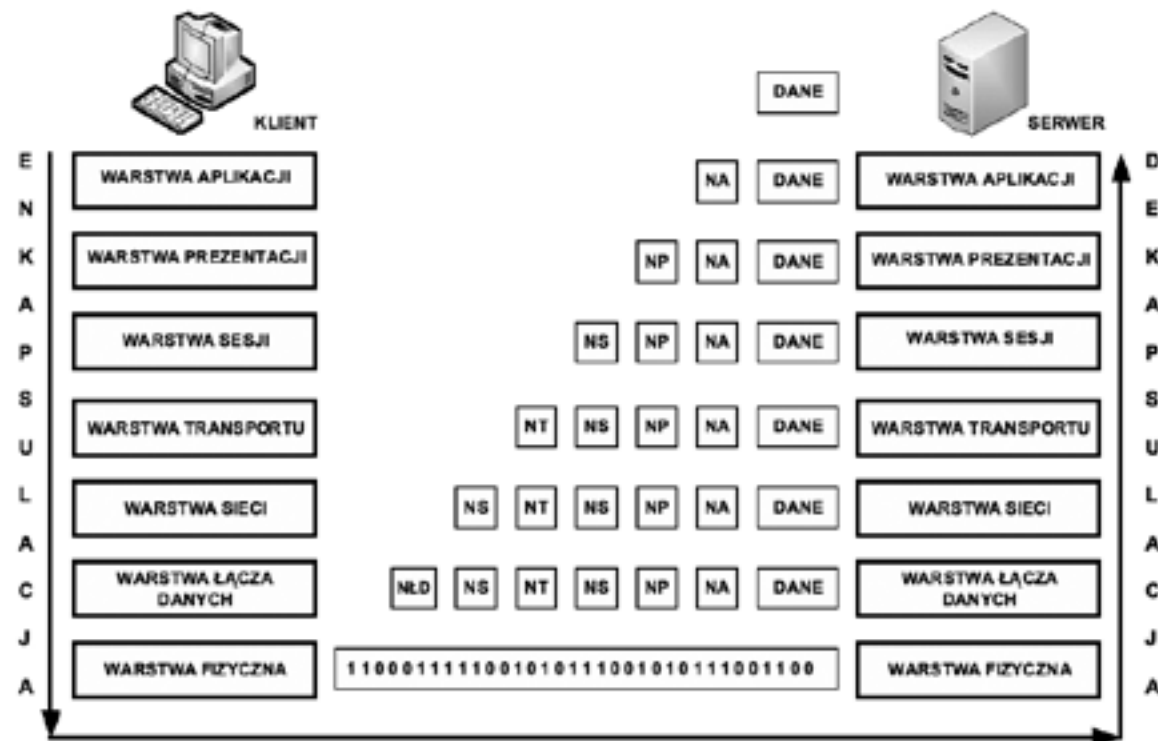 DANE
KLIENT
SERWER
ENKAPSULACJA
WARSTWA APLIKACJI
NA DANE
WARSTWA APLIKACJI
WARSTWA PREZENTACJI
NP NA DANE
WARSTWA PREZENTACJI
WARSTWA SESJI
NS NP NA DANE
WARSTWA SESJI
WARSTWA TRANSPORTU
NT NS NP NA DANE
WARSTWA TRANSPORTU
WARSTWA SIECI
NS NT NS NP NA DANE
WARSTWA SIECI
WARSTWA ŁĄCZA
DANYCH
NŁD NS NT NS NP NA DANE
WARSTWA ŁĄCZA
DANYCH
WARSTWA FIZYCZNA
1100011111001010111001010111001100
WARSTWA FIZYCZNA
DEKAPSULACJA